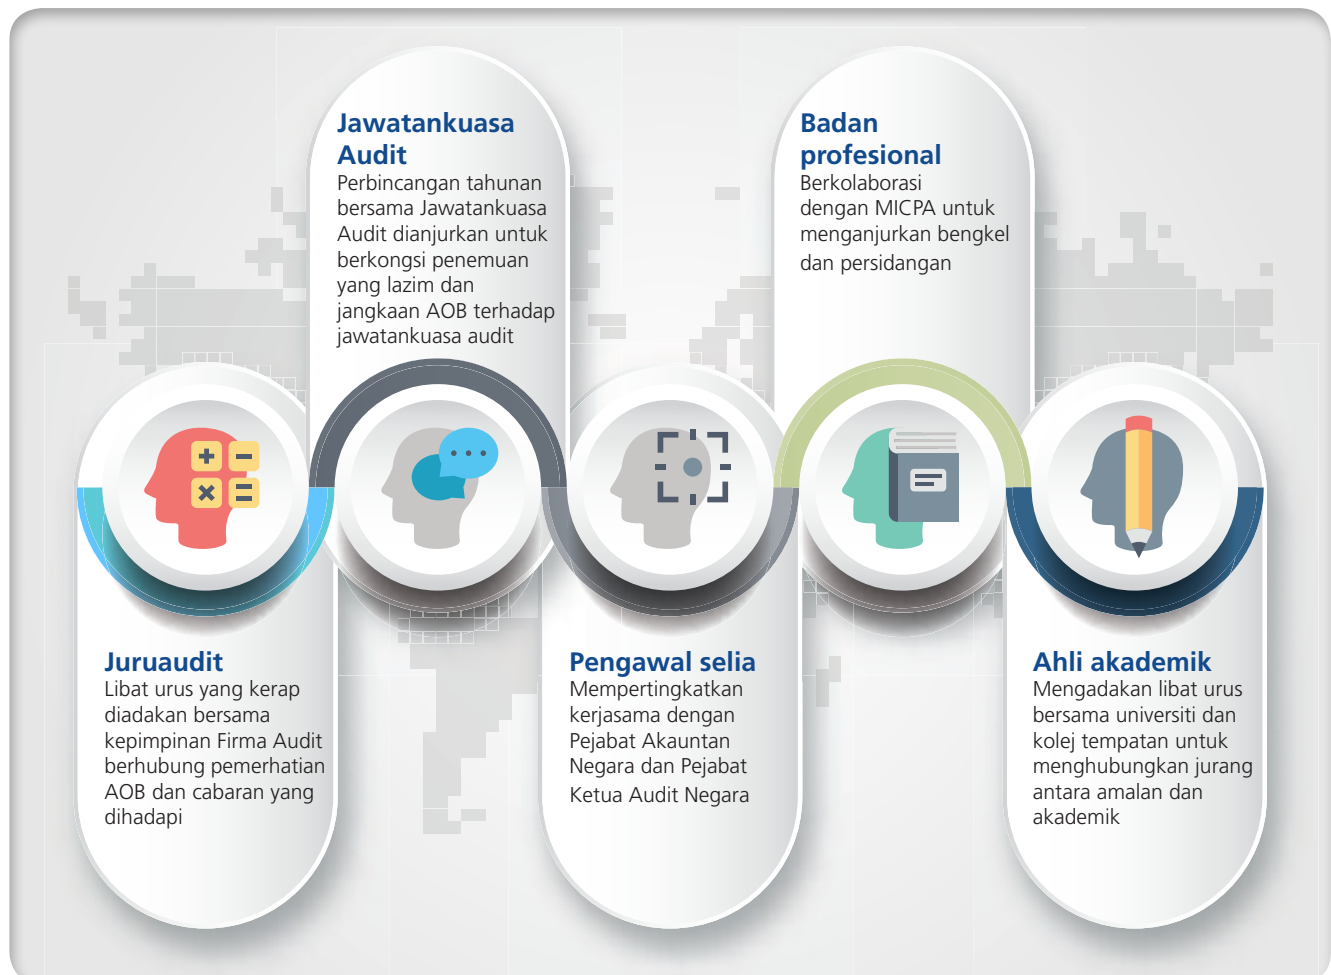 Jawatankuasa
Audit
Perbincangan tahunan
bersama Jawatankuasa
Audit dianjurkan untuk
berkongsi penemuan
yang lazim dan
jangkaan AOB terhadap
jawatankuasa audit
Badan
profesional
Berkolaborasi
dengan MICPA untuk
menganjurkan bengkel
dan persidangan
Juruaudit
Libat urus yang kerap
diadakan bersama
kepimpinan Firma Audit
berhubung pemerhatian
AOB dan cabaran yang
dihadapi
Pengawal selia
Mempertingkatkan
kerjasama dengan
Pejabat Akauntan
Negara dan Pejabat
Ketua Audit Negara
Ahli akademik
Mengadakan libat urus
bersama universiti dan
kolej tempatan untuk
menghubungkan jurang
antara amalan dan
akademik